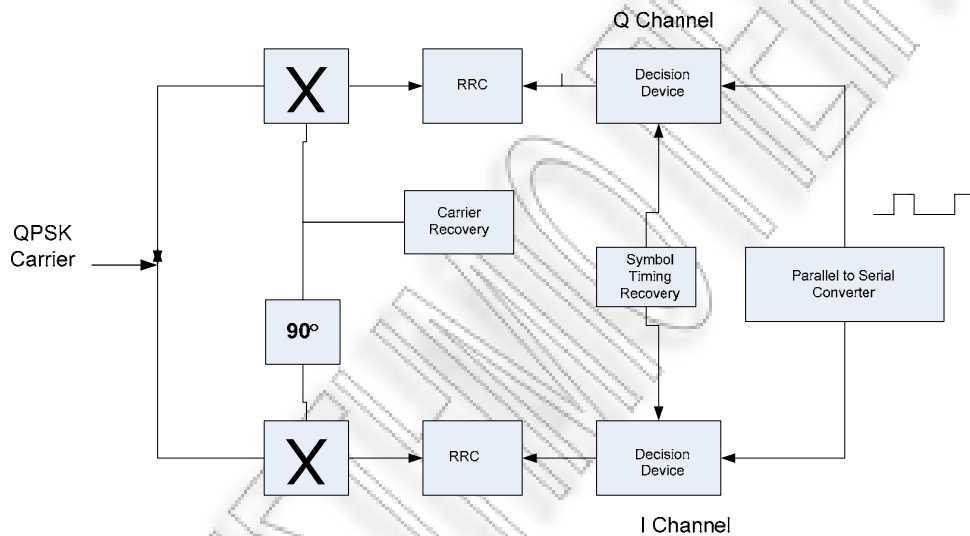 Q Channel
X
RRC
Decision
Device
Carrier
Recovery
QPSK
Carrier
Symbol
Timing
Recovery
Parallel to Serial
Converter
90°
X
RRC
Decision
Device
I Channel